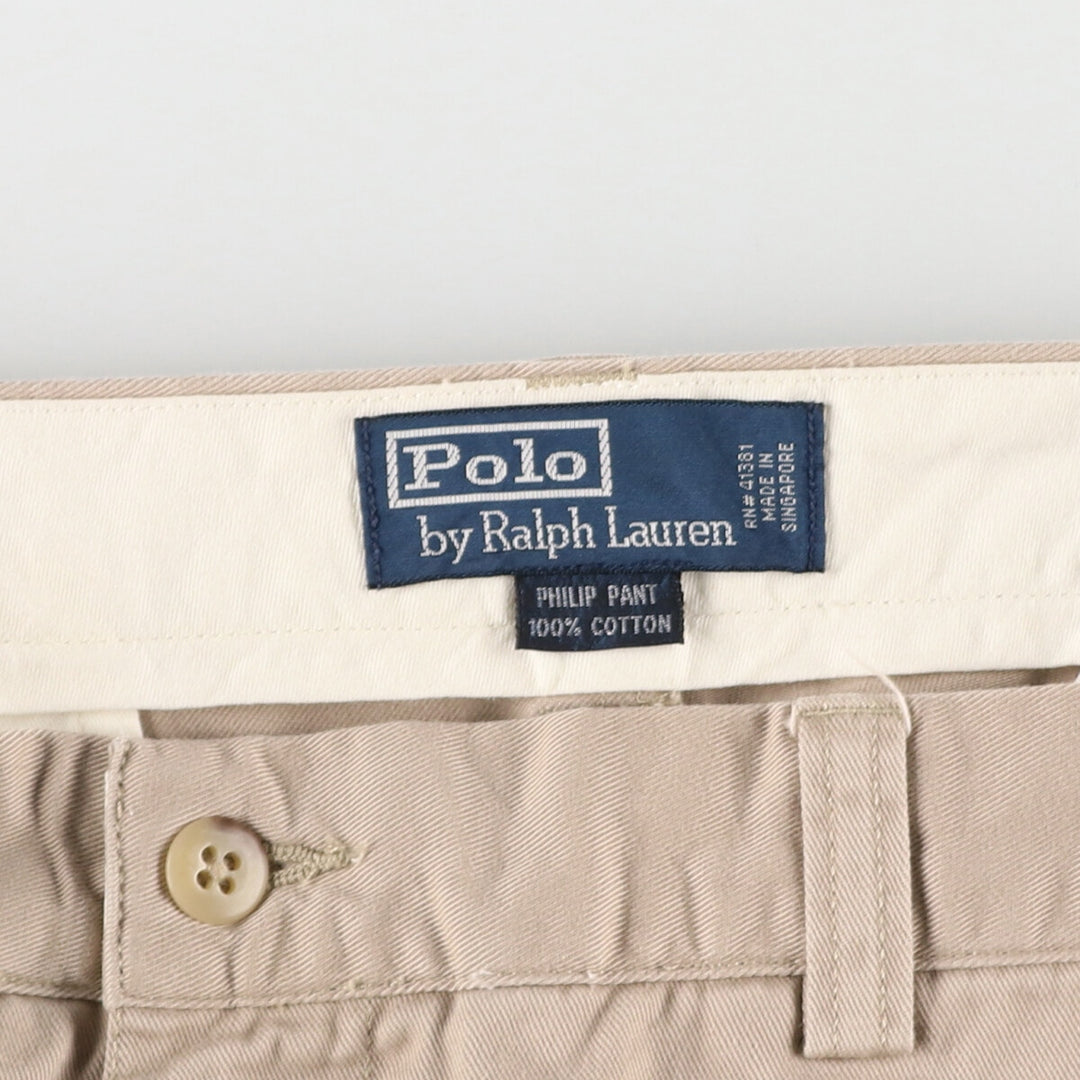 Polo
by Ralph Lauren
RN# 41381
MADE IN
SINGAPORE
PHILIP PANT
100% COTTON